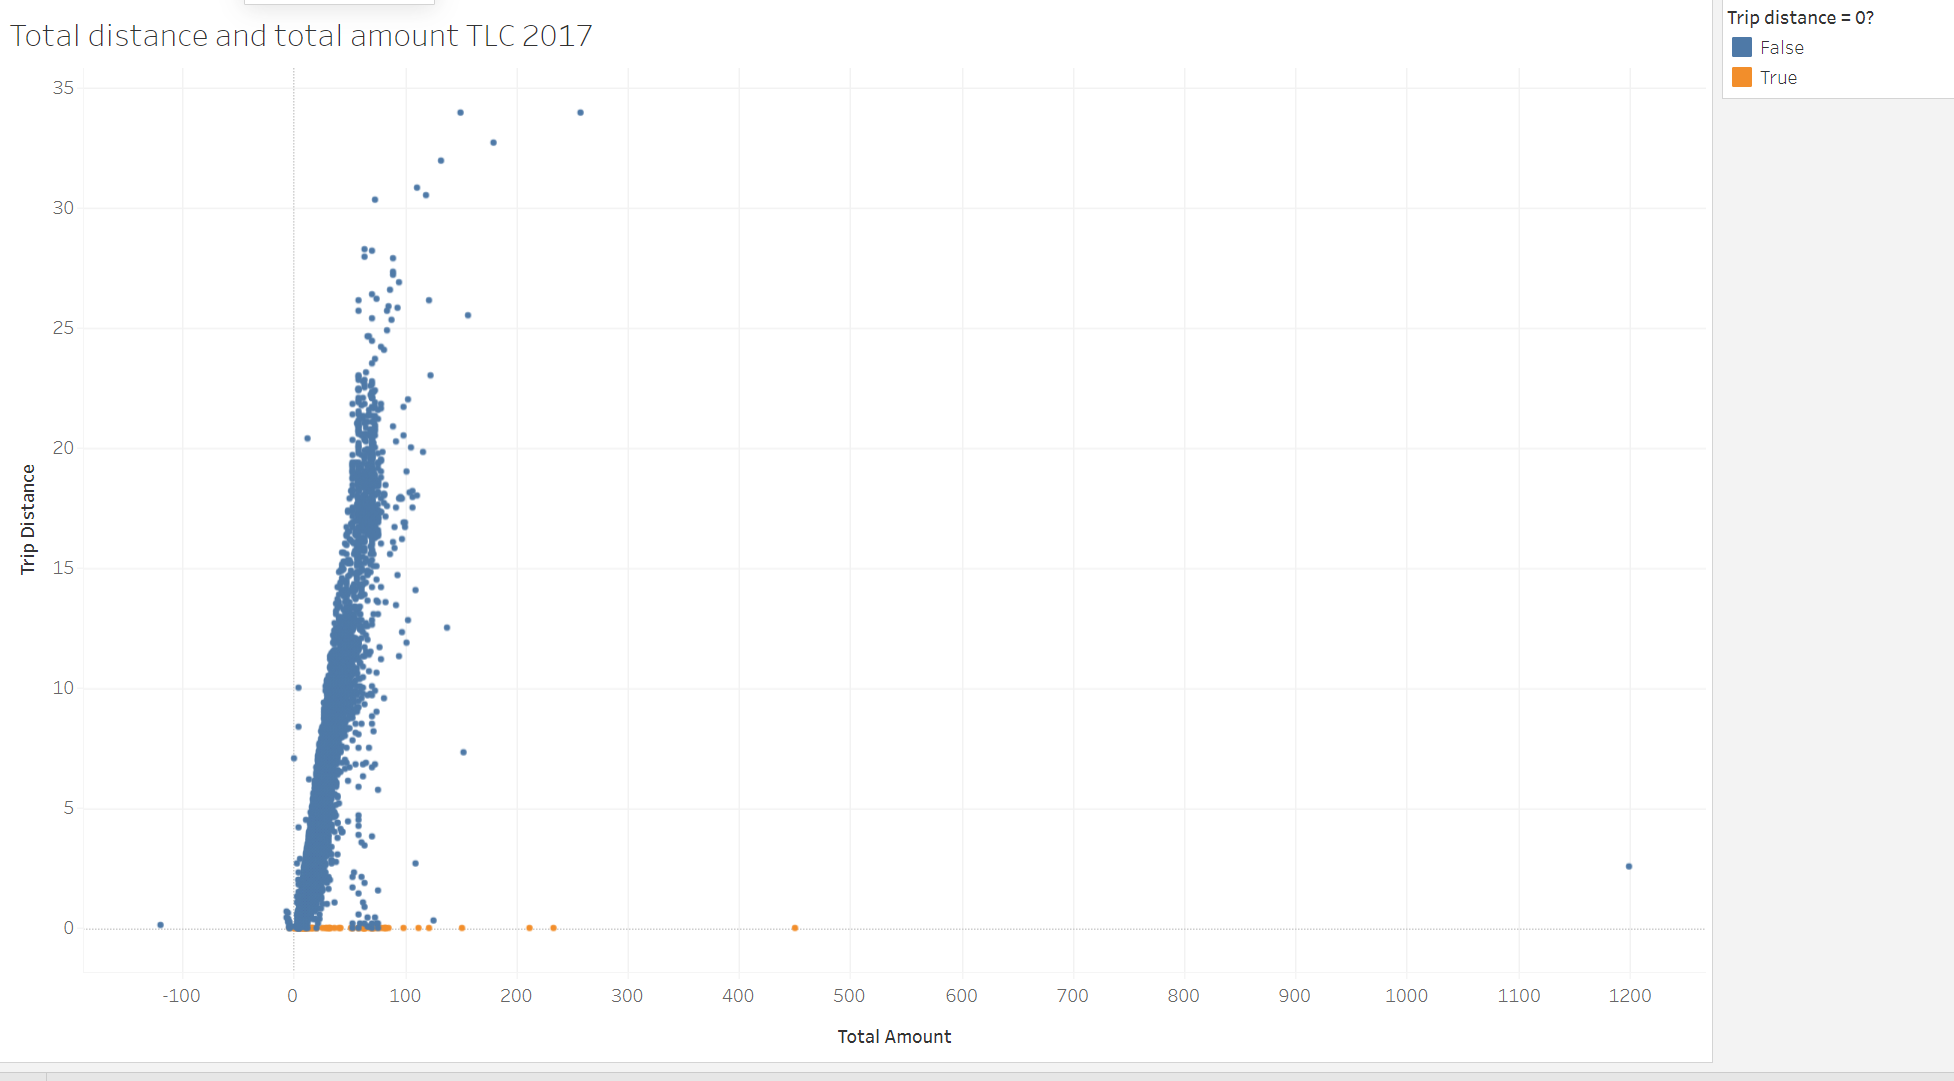 Total distance and total amount TLC 2017
Trip distance = 0?
False
True
35
30
25
20
15
10
5
0
Trip Distance
-100 0 100 200 300 400 500 600 700 800 900 1000 1100 1200
Total Amount